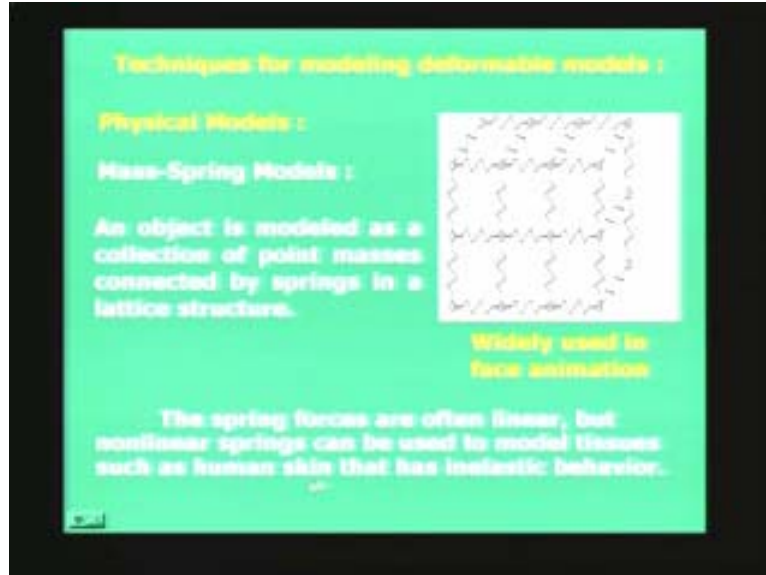 Techniques for modeling deformable models :
Physical Models :
Mass-Spring Models :
An object is modeled as a
collection of point masses
connected by springs in a
lattice structure.
Widely used in
face animation
The spring forces are often linear, but
nonlinear springs can be used to model tissues
such as human skin that has inelastic behavior.